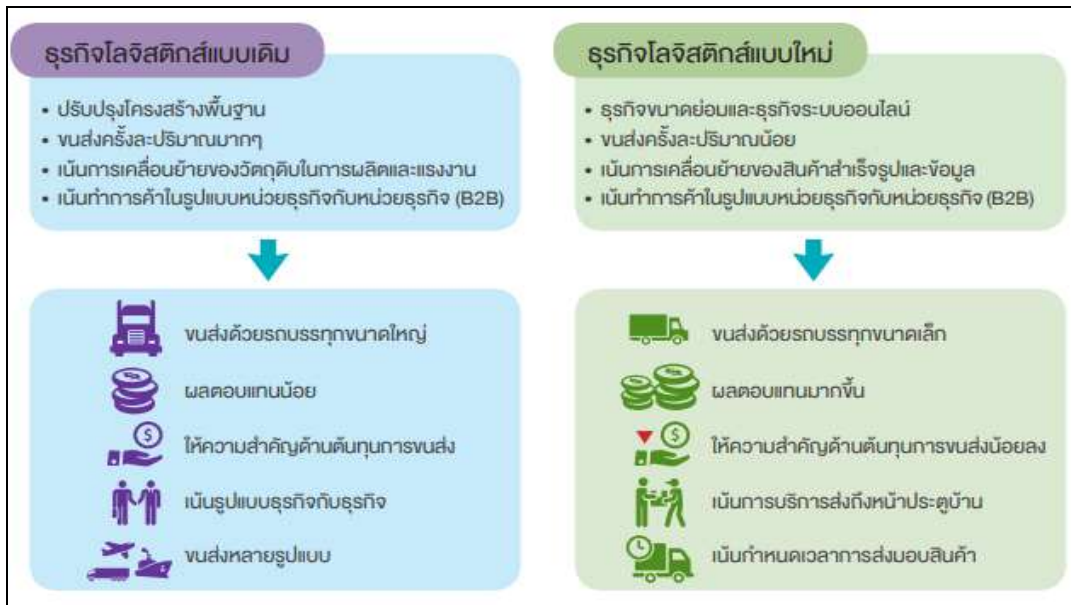 ธุรกิจโลจิสติกส์แบบเดิม
• ปรับปรุงโครงสร้างพื้นฐาน
• ขนส่งครั้งละปริมาณมากๆ
• เน้นการเคลื่อนย้ายของวัตถุดิบในการผลิตและแรงงาน
• เน้นทำการค้าในรูปแบบหน่วยธุรกิจกับหน่วยธุรกิจ (B2B)
ขนส่งด้วยรถบรรทุกขนาดใหญ่
ผลตอบแทนน้อย
ให้ความสำคัญด้านต้นทุนการขนส่ง
เน้นรูปแบบธุรกิจกับธุรกิจ
ขนส่งหลายรูปแบบ
ธุรกิจโลจิสติกส์แบบใหม่
• ธุรกิจขนาดย่อมและธุรกิจระบบออนไลน์
• ขนส่งครั้งละปริมาณน้อย
• เน้นการเคลื่อนย้ายของสินค้าสำเร็จรูปและข้อมูล
• เน้นทำการค้าในรูปแบบหน่วยธุรกิจกับหน่วยธุรกิจ (B2B)
ขนส่งด้วยรถบรรทุกขนาดเล็ก
ผลตอบแทนมากขึ้น
ให้ความสำคัญด้านต้นทุนการขนส่งน้อยลง
เน้นการบริการส่งถึงหน้าประตูบ้าน
เน้นกำหนดเวลาการส่งมอบสินค้า